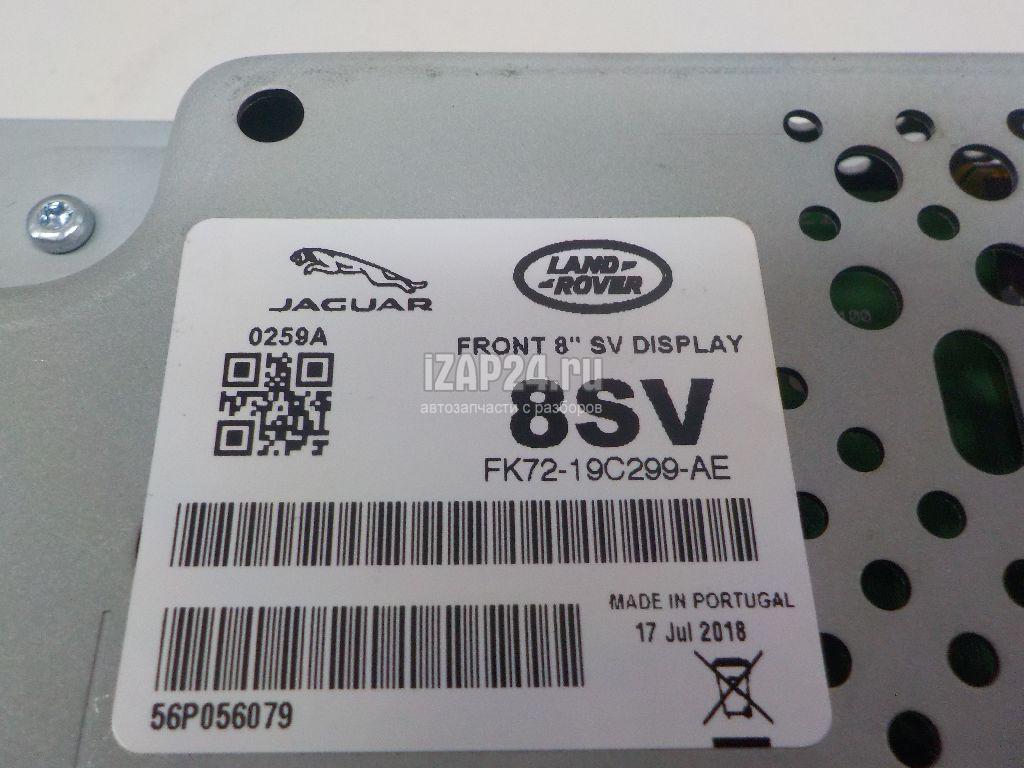 JAGUAR
LAND ROVER
0259A
FRONT 8" SV DISPLAY
iZAP24.ru
автозапчасти с разборов
8SV
FK72-19C299-AE
MADE IN PORTUGAL
17 Jul 2018
56P056079
100